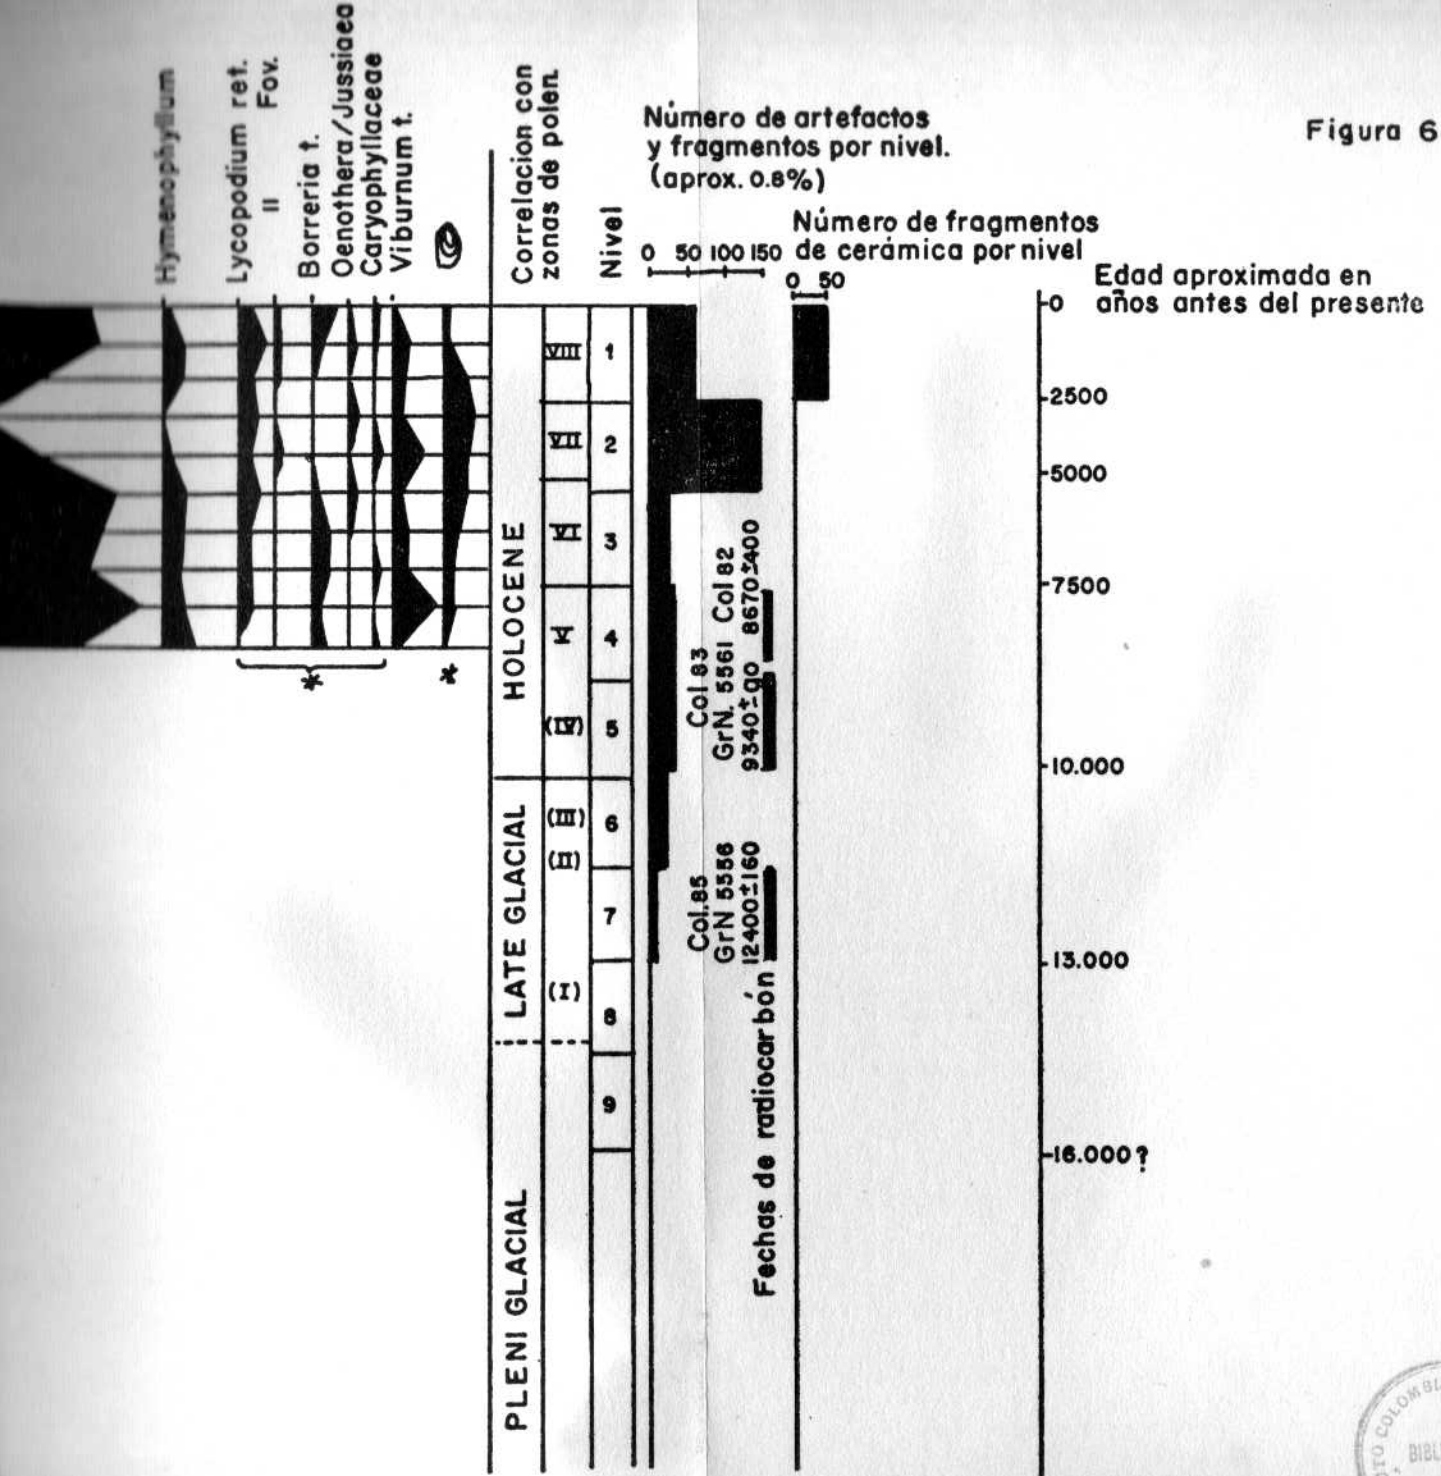 Figura 6
Hymenophyllum
Lycopodium ret.
" Fov.
Borreria t.
Oenothera/Jussiaea
Caryophyllaceae
Viburnum t.
*
*
Correlacion con
zonas de polen.
Nivel
Número de artefactos
y fragmentos por nivel.
(aprox. 0.8%)
0 50 100 150
Número de fragmentos
de cerámica por nivel
0 50
Edad aproximada en
años antes del presente
0
2500
5000
7500
10.000
13.000
16.000?
HOLOCENE
LATE GLACIAL
PLENI GLACIAL
VIII
VII
VI
V
(IV)
(III)
(II)
(I)
1
2
3
4
5
6
7
8
9
Col 82
8670±400
Col 83
GrN. 5561
9340±90
Col.85
GrN 5556
12400±160
Fechas de radiocarbón